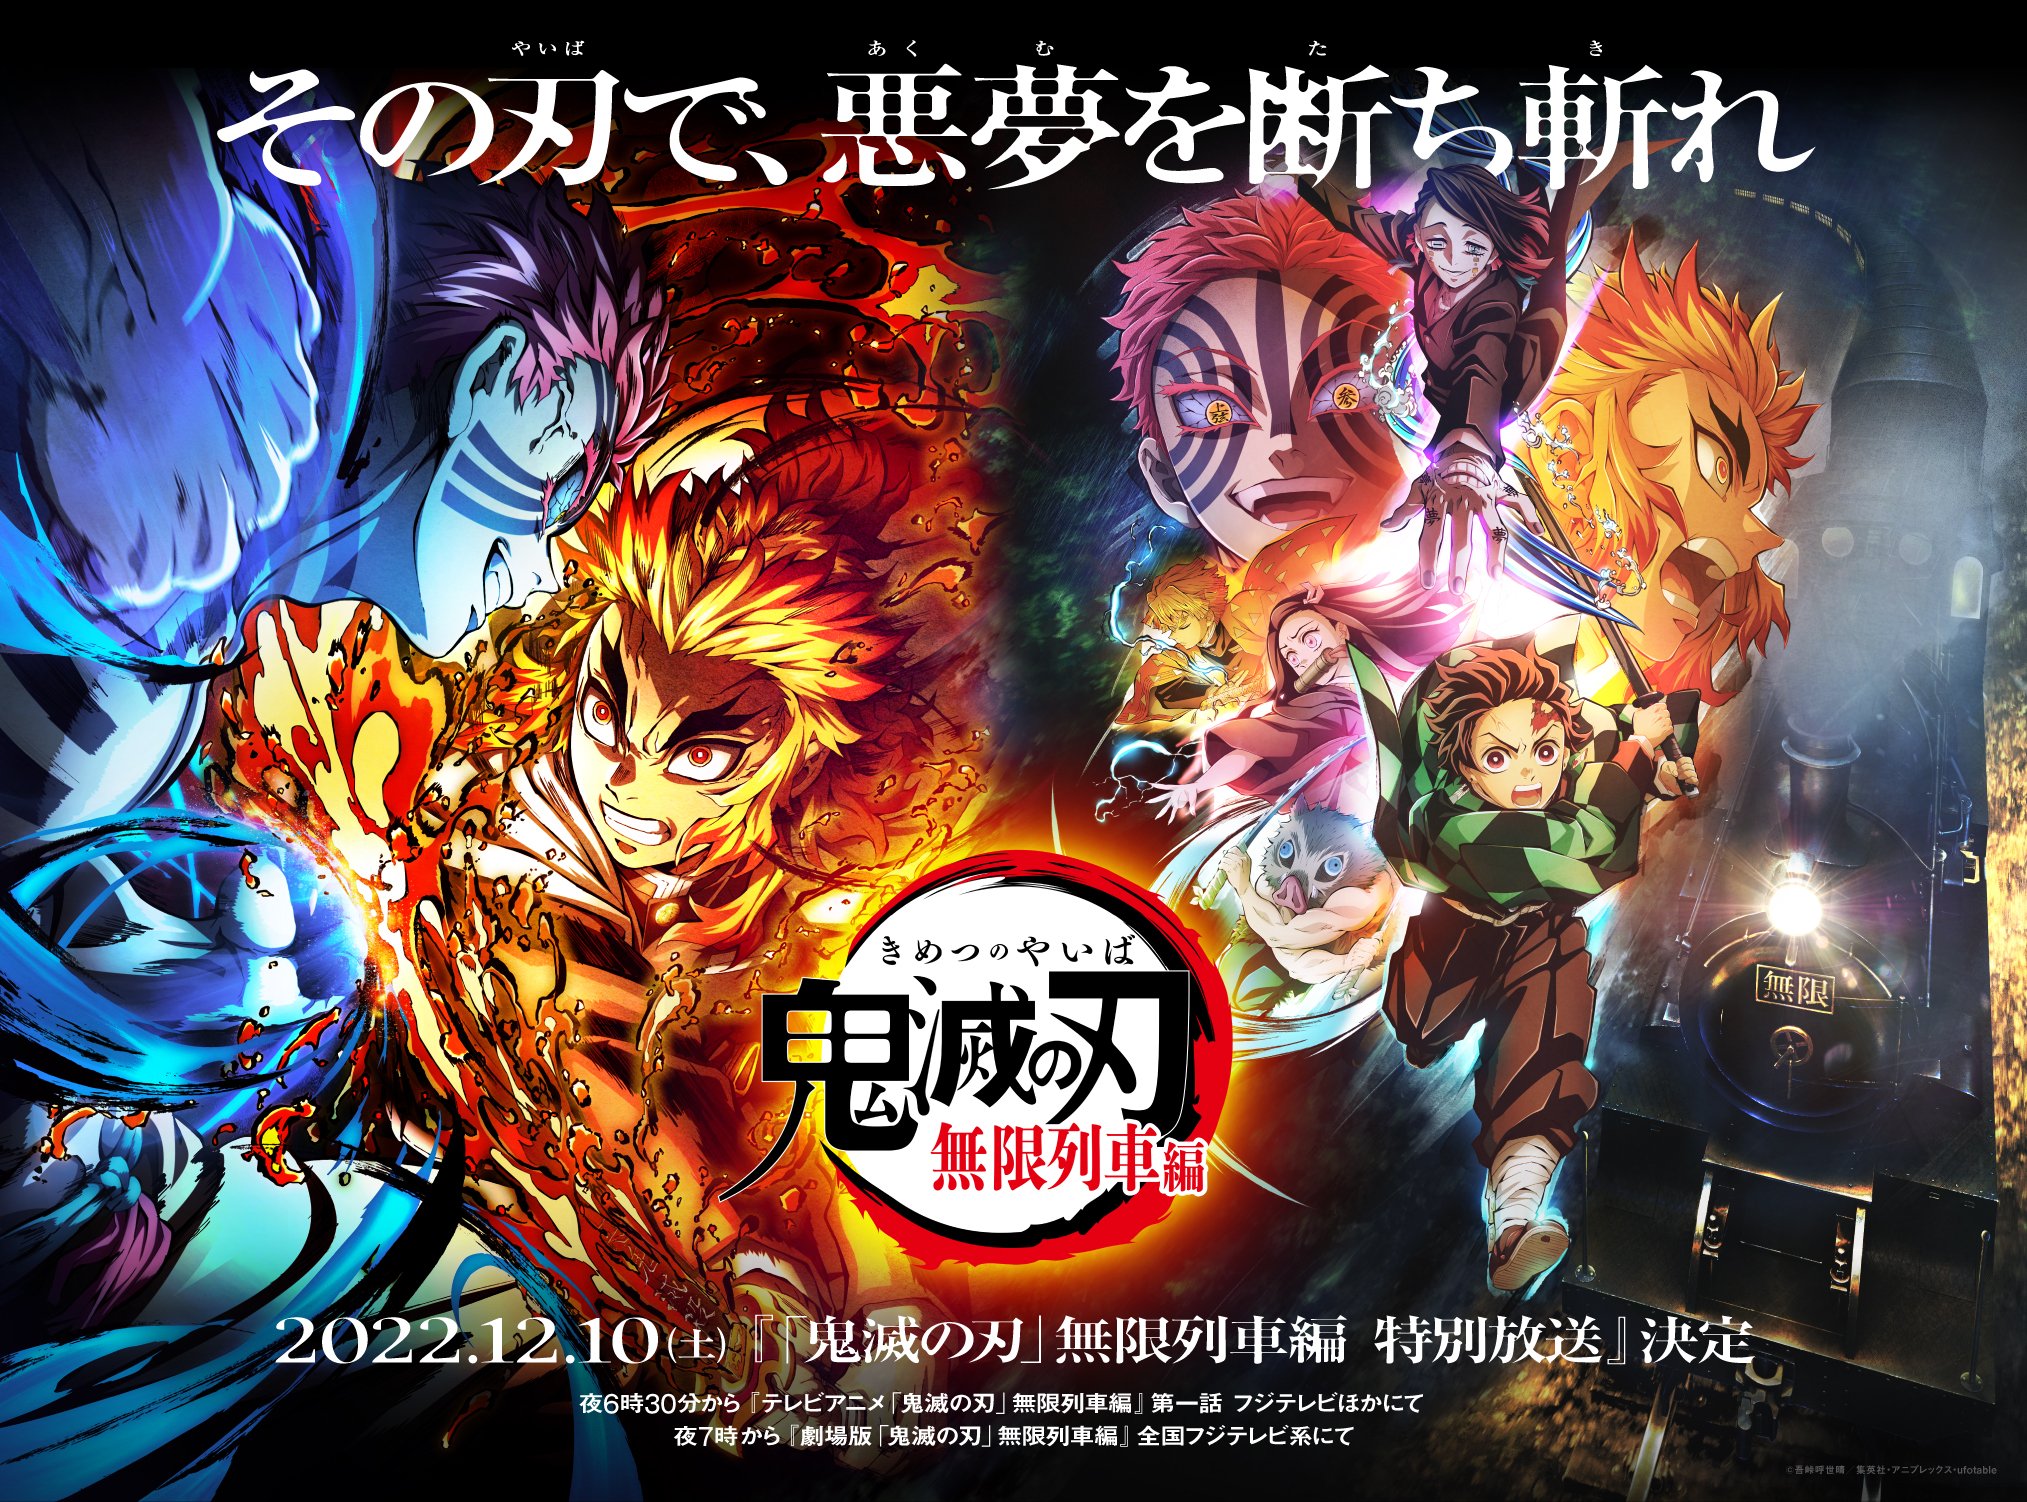 やいば あくむ た き
その刃で、悪夢を断ち斬れ
上弦 参
夢 夢
無限
きめつのやいば
鬼滅の刃
無限列車編
2022.12.10(土)『「鬼滅の刃」無限列車編 特別放送』決定
夜6時30分から『テレビアニメ「鬼滅の刃」無限列車編』第一話 フジテレビほかにて
夜7時から『劇場版「鬼滅の刃」無限列車編』全国フジテレビ系にて
©吾峠呼世晴／集英社・アニプレックス・ufotable